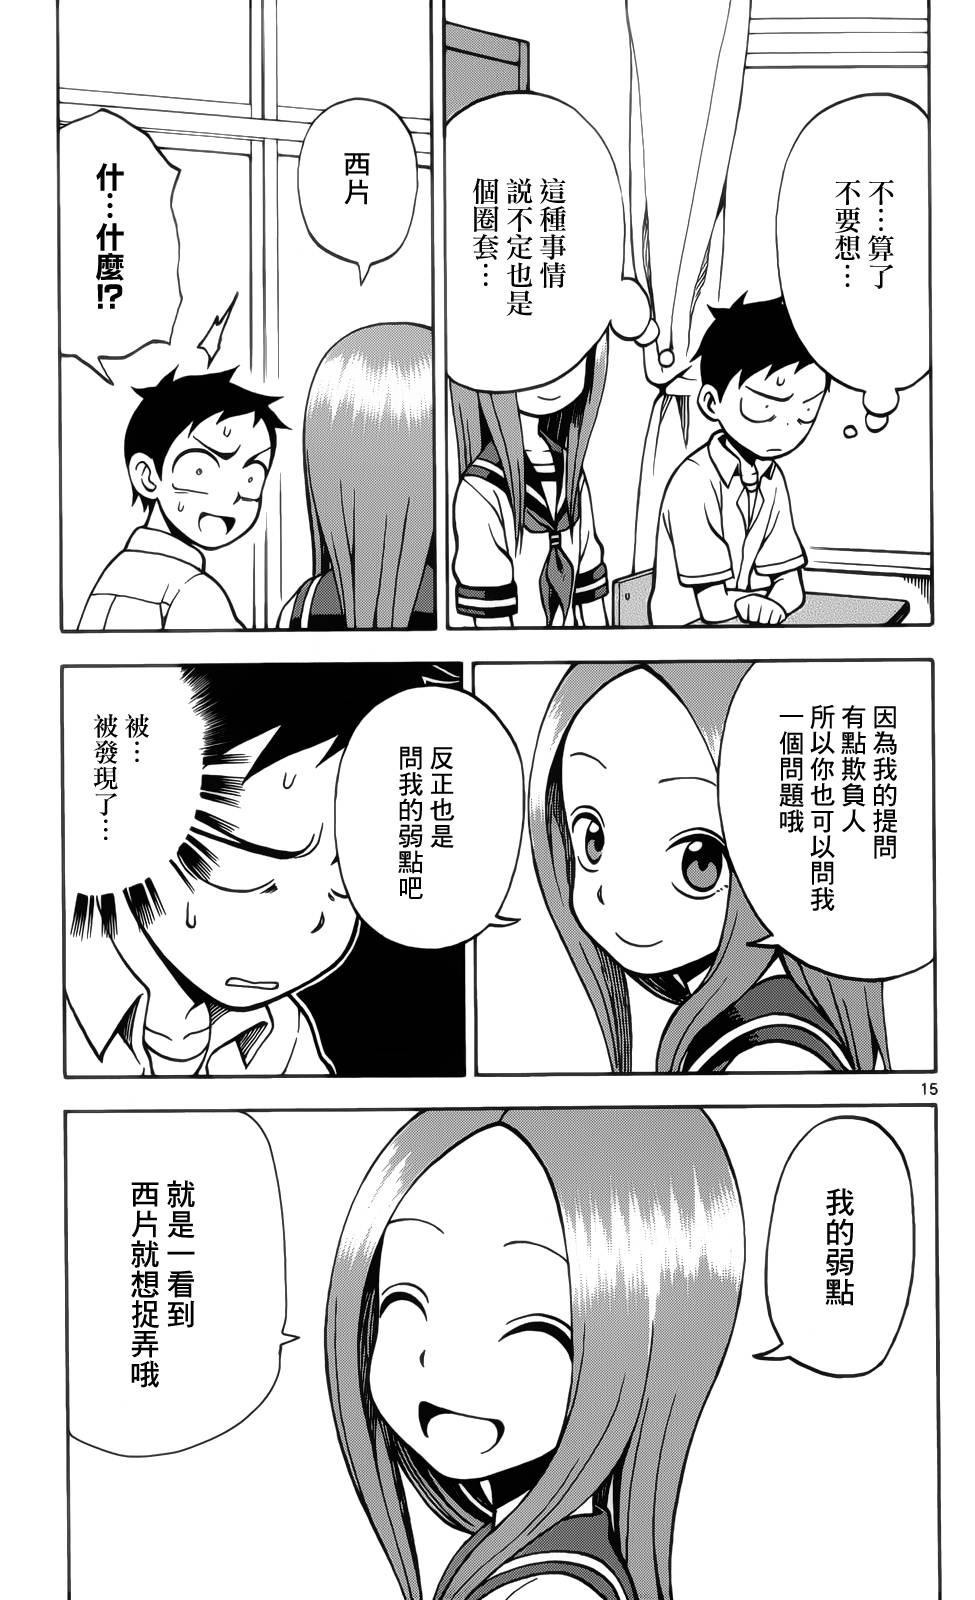 不…算了
不要想…
這種事情
說不定也是
個圈套…
西片
什…什麼!?
因為我的提問
有點欺負人
所以你也可以問我
一個問題哦
反正也是
問我的弱點吧
被…
被發現了…
15
我的弱點
就是一看到
西片就想捉弄哦